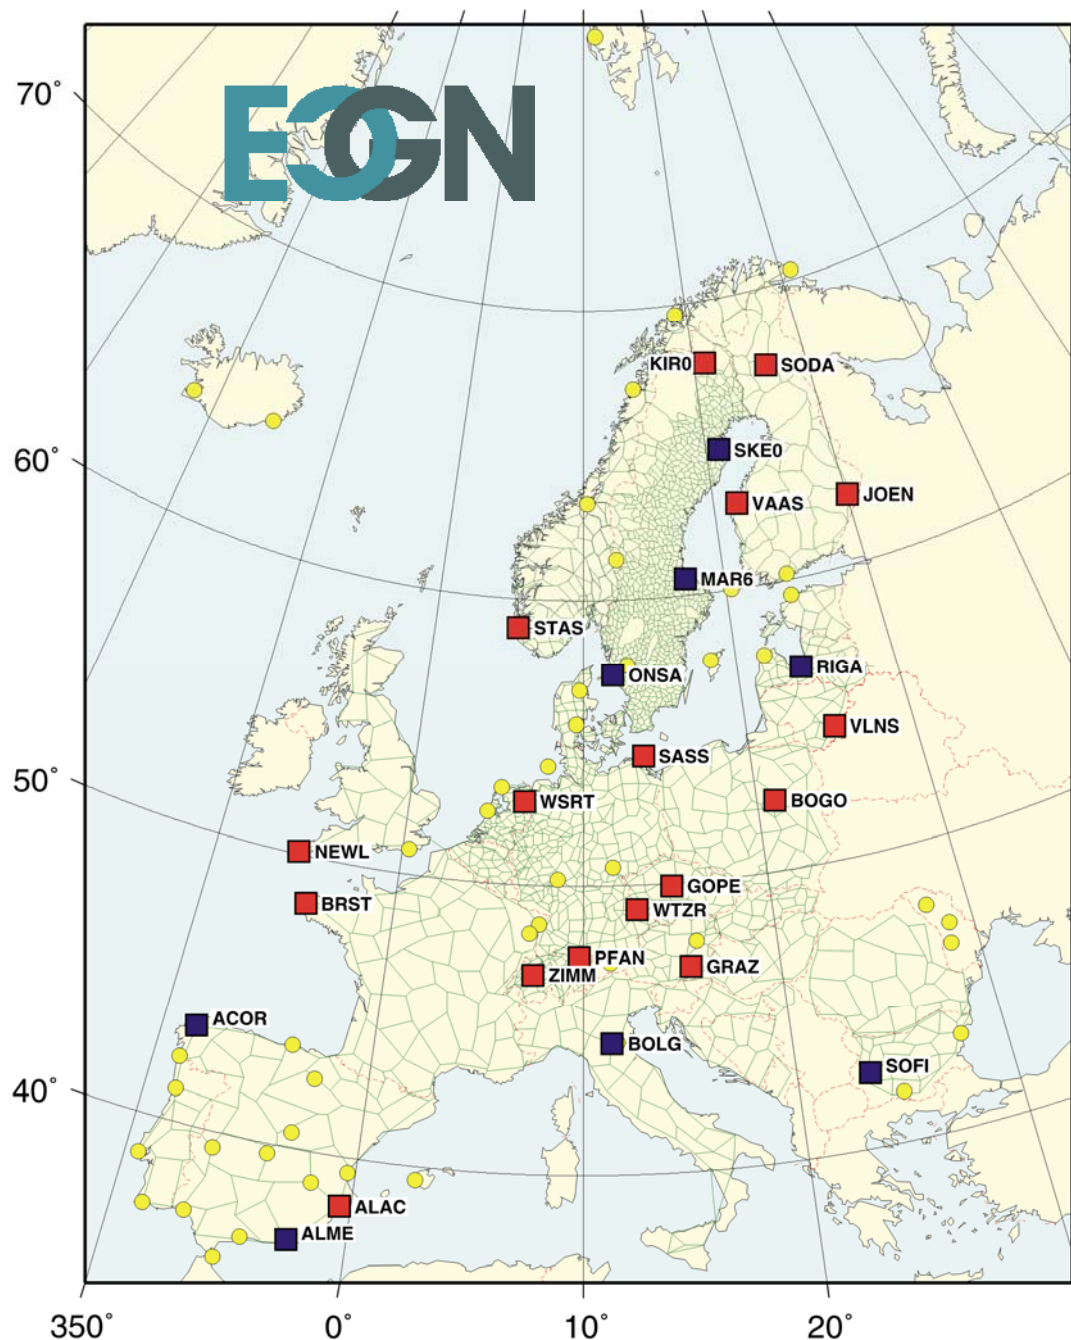 70°
EOGN
KIR0
SODA
60°
SKE0
VAAS
JOEN
MAR6
STAS
RIGA
ONSA
VLNS
50°
SASS
WSRT
BOGO
NEWL
GOPE
BRST
WTZR
PFAN
GRAZ
ZIMM
ACOR
BOLG
SOFI
40°
ALAC
ALME
350°
0°
10°
20°